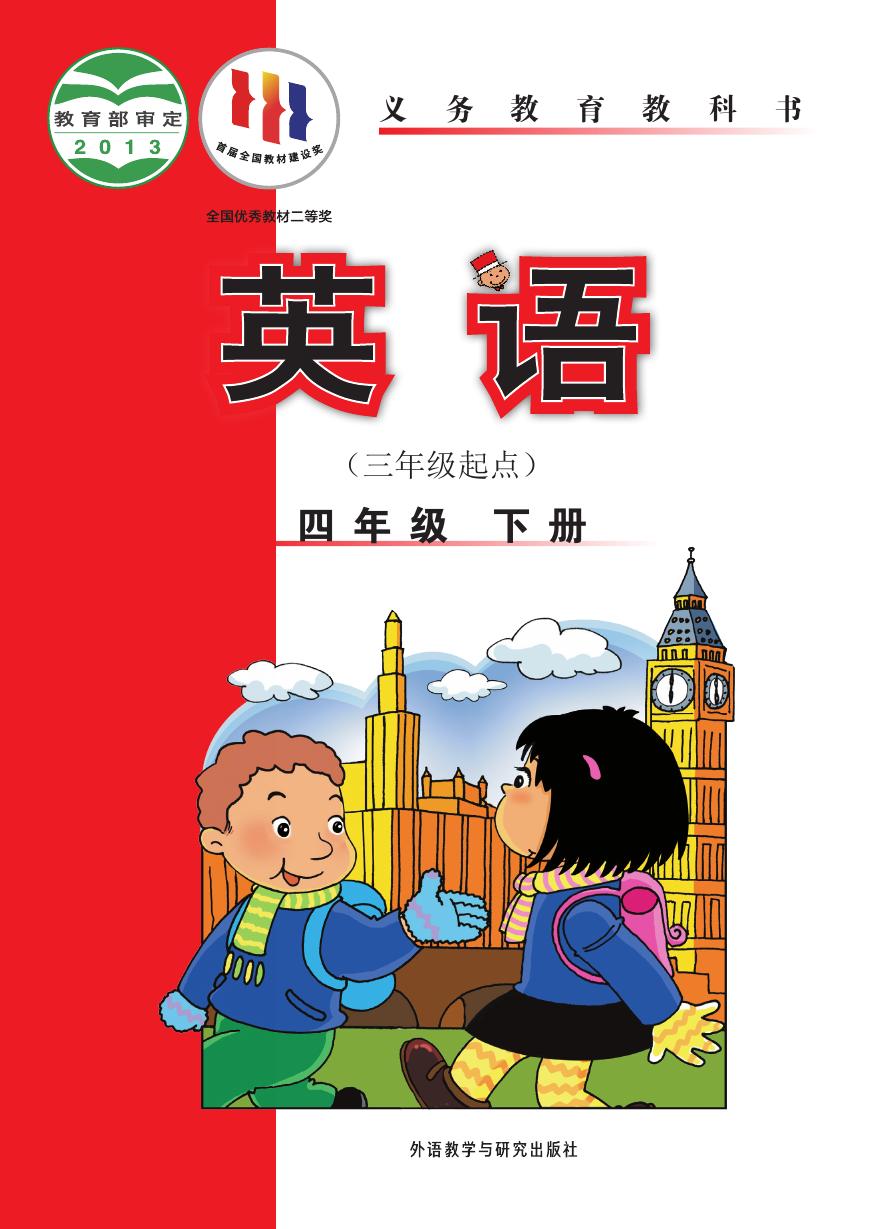 教育部审定
2013
首届全国教材建设奖
全国优秀教材二等奖
义务教育教科书
英语
（三年级起点）
四年级 下册
外语教学与研究出版社